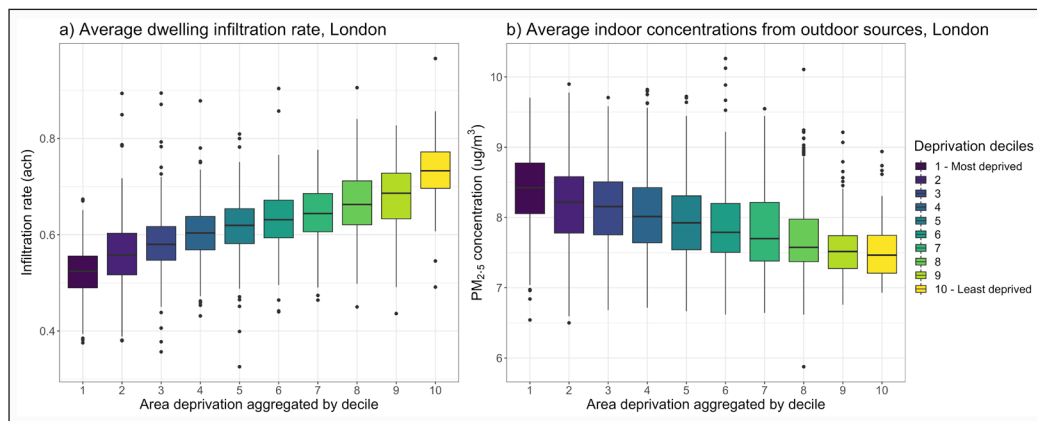 a) Average dwelling infiltration rate, London
Infiltration rate (ach)
0.8
0.6
0.4
1 2 3 4 5 6 7 8 9 10
Area deprivation aggregated by decile
b) Average indoor concentrations from outdoor sources, London
PM2-5 concentration (ug/m³)
10
9
8
7
6
1 2 3 4 5 6 7 8 9 10
Area deprivation aggregated by decile
Deprivation deciles
1 - Most deprived
2
3
4
5
6
7
8
9
10 - Least deprived